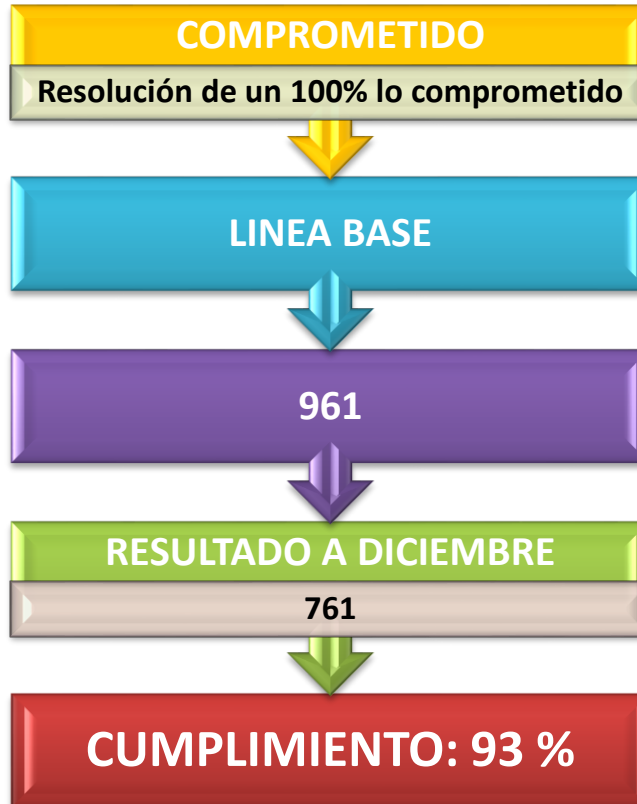 COMPROMETIDO
Resolución de un 100% lo comprometido
LINEA BASE
961
RESULTADO A DICIEMBRE
761
CUMPLIMIENTO: 93 %